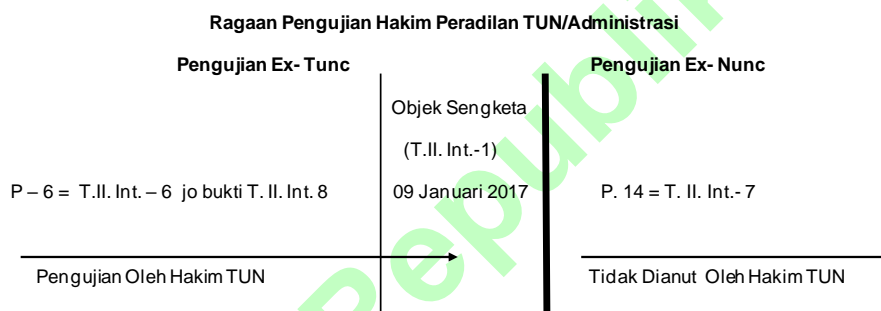 Ragaan Pengujian Hakim Peradilan TUN/Administrasi
Pengujian Ex- Tunc
Pengujian Ex- Nunc
Objek Sengketa
(T.II. Int.-1)
P – 6 = T.II. Int. – 6 jo bukti T. II. Int. 8
09 Januari 2017
P. 14 = T. II. Int.- 7
Pengujian Oleh Hakim TUN
Tidak Dianut Oleh Hakim TUN
Republi